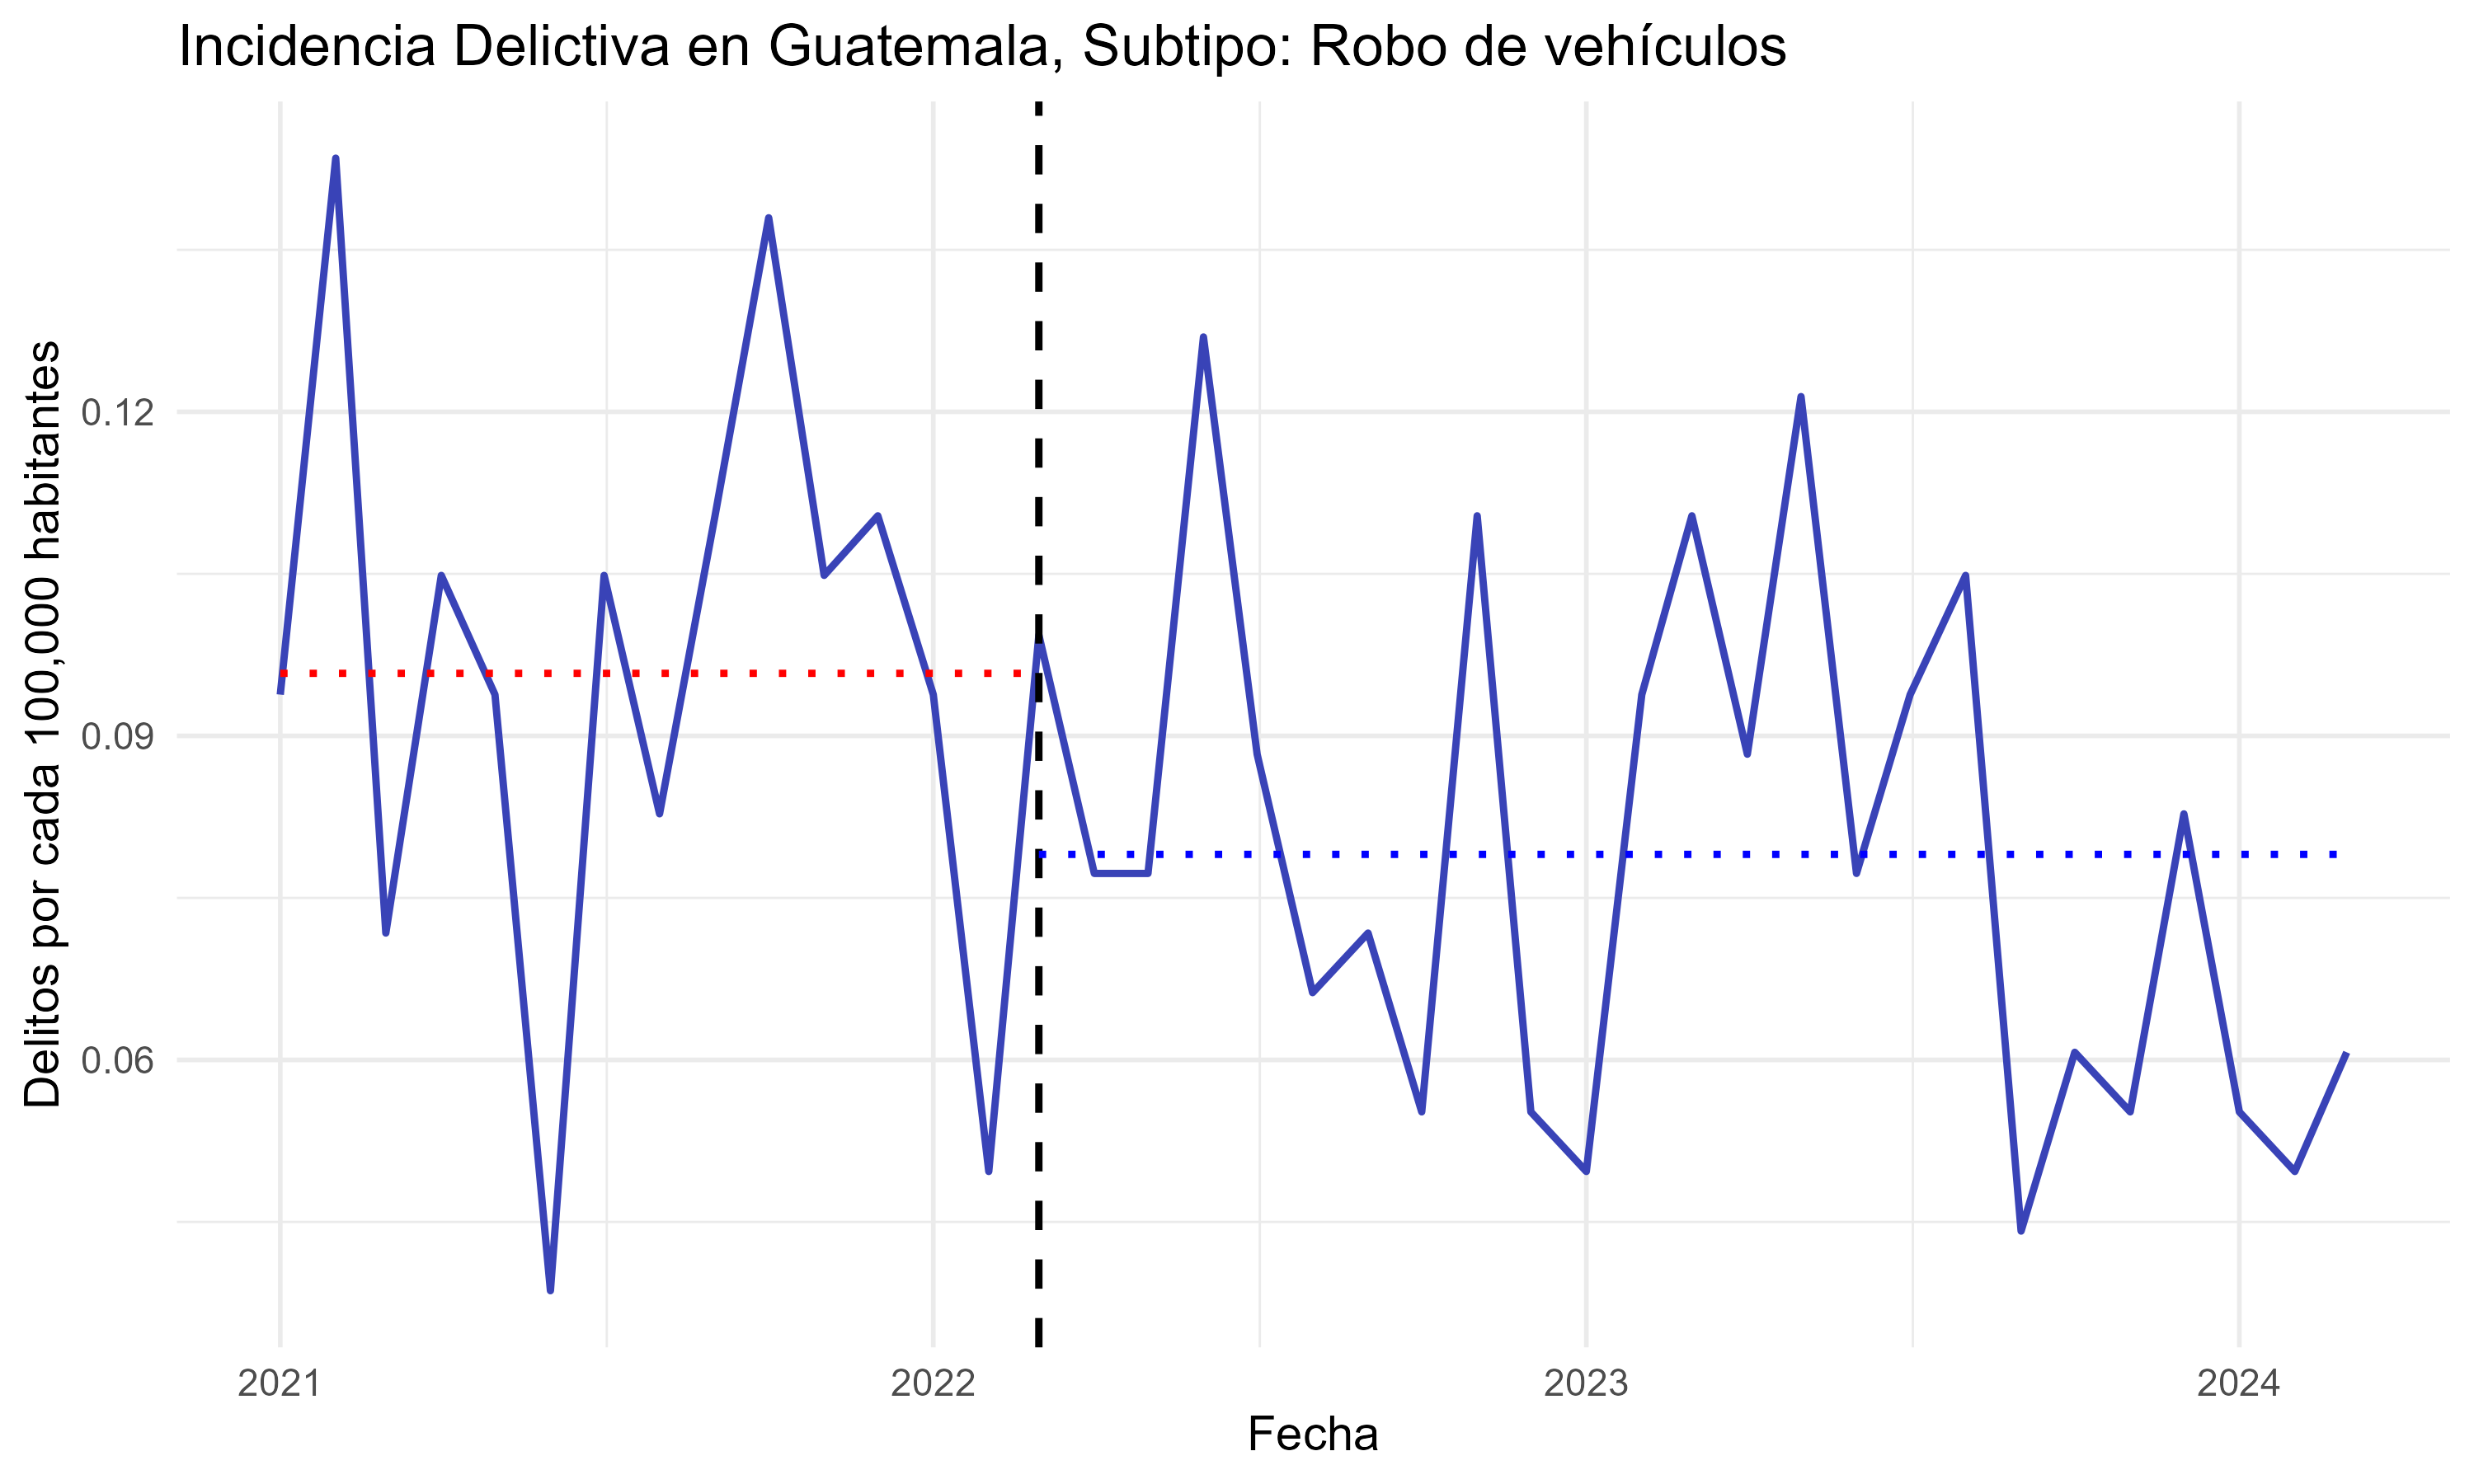 Incidencia Delictiva en Guatemala, Subtipo: Robo de vehículos
Delitos por cada 100,000 habitantes
0.12
0.09
0.06
2021
2022
2023
2024
Fecha